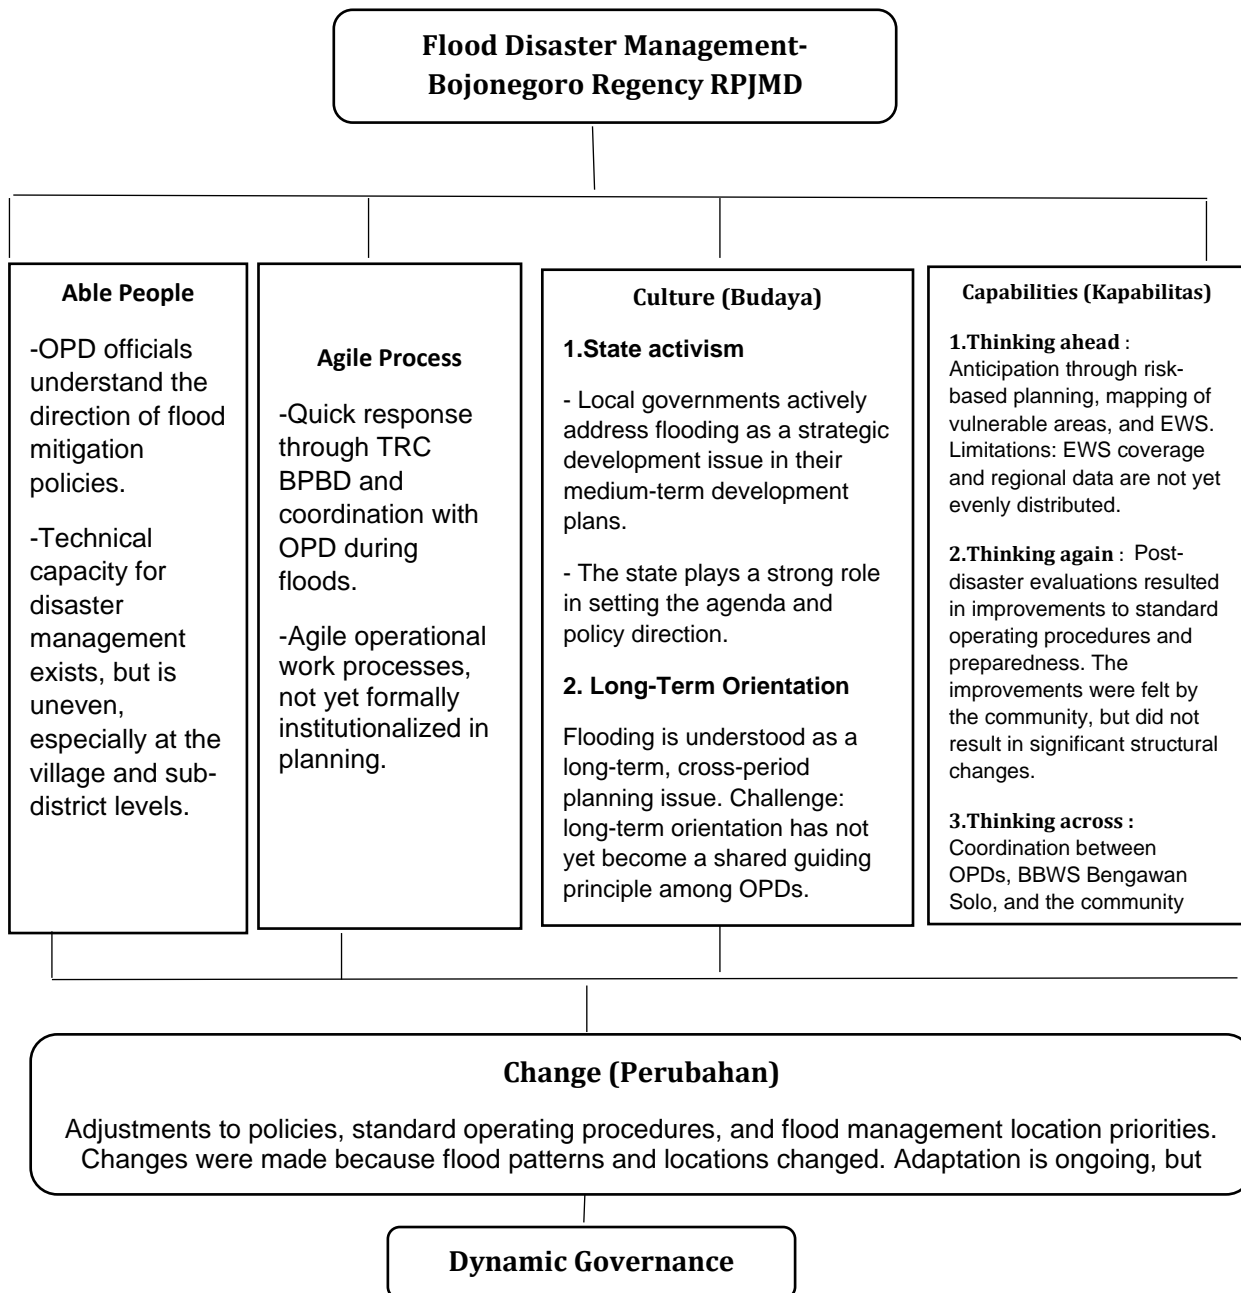 Flood Disaster Management-
Bojonegoro Regency RPJMD
Able People
-OPD officials
understand the
direction of flood
mitigation
policies.
-Technical
capacity for
disaster
management
exists, but is
uneven,
especially at the
village and sub-
district levels.
Agile Process
-Quick response
through TRC
BPBD and
coordination with
OPD during
floods.
-Agile operational
work processes,
not yet formally
institutionalized in
planning.
Culture (Budaya)
1.State activism
- Local governments actively
address flooding as a strategic
development issue in their
medium-term development
plans.
- The state plays a strong role
in setting the agenda and
policy direction.
2. Long-Term Orientation
Flooding is understood as a
long-term, cross-period
planning issue. Challenge:
long-term orientation has not
yet become a shared guiding
principle among OPDs.
Capabilities (Kapabilitas)
1.Thinking ahead :
Anticipation through risk-
based planning, mapping of
vulnerable areas, and EWS.
Limitations: EWS coverage
and regional data are not yet
evenly distributed.
2.Thinking again : Post-
disaster evaluations resulted
in improvements to standard
operating procedures and
preparedness. The
improvements were felt by
the community, but did not
result in significant structural
changes.
3.Thinking across :
Coordination between
OPDs, BBWS Bengawan
Solo, and the community
Change (Perubahan)
Adjustments to policies, standard operating procedures, and flood management location priorities.
Changes were made because flood patterns and locations changed. Adaptation is ongoing, but
Dynamic Governance